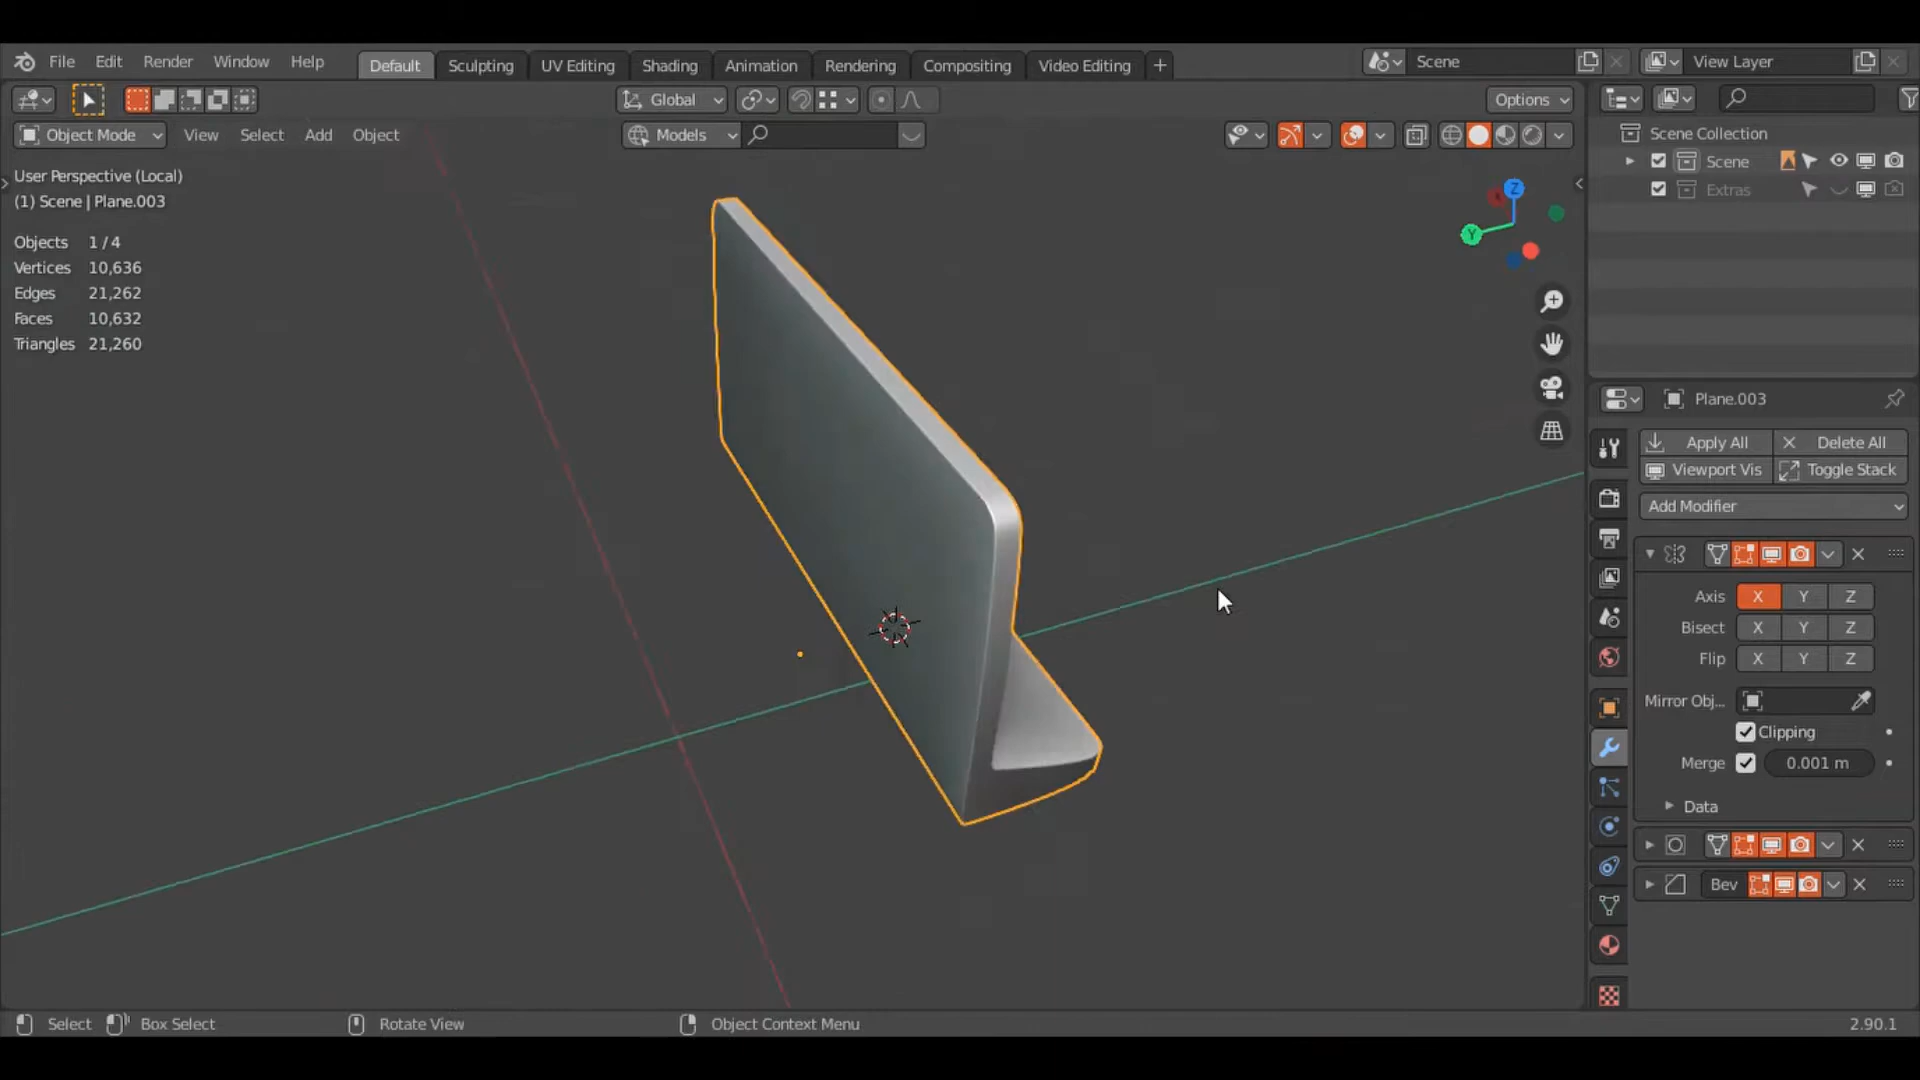 File Edit Render Window Help Default Sculpting UV Editing Shading Animation Rendering Compositing Video Editing + Scene View Layer
Global Options
Object Mode View Select Add Object Models
Scene Collection
Scene
Extras
User Perspective (Local)
(1) Scene | Plane.003
Objects 1 / 4
Vertices 10,636
Edges 21,262
Faces 10,632
Triangles 21,260
Z
Y
Plane.003
Apply All Delete All
Viewport Vis Toggle Stack
Add Modifier
Axis X Y Z
Bisect X Y Z
Flip X Y Z
Mirror Obj...
Clipping
Merge 0.001 m
Data
Bev
Select Box Select Rotate View Object Context Menu 2.90.1